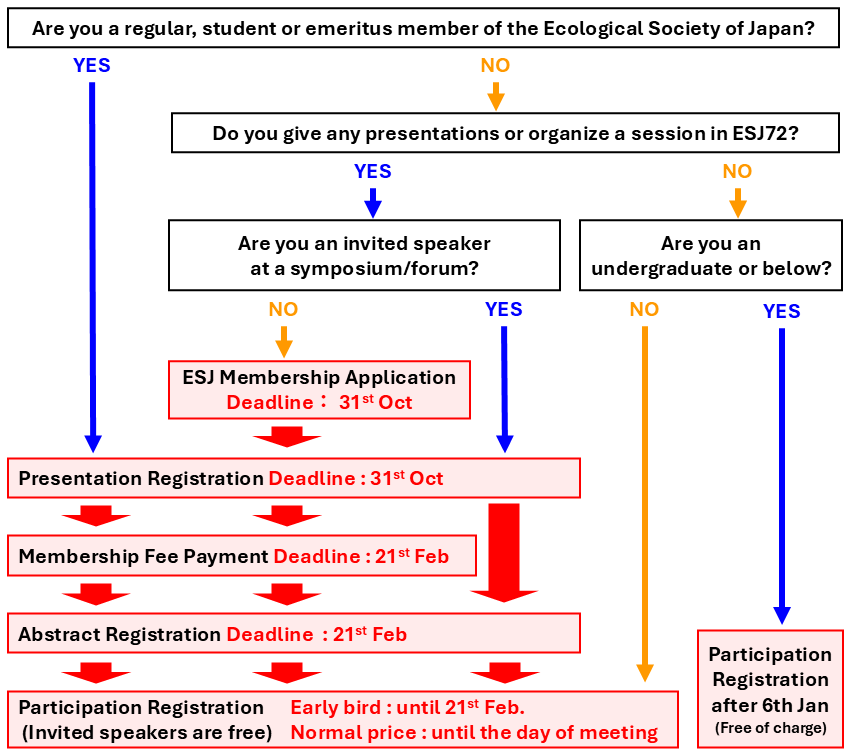 Are you a regular, student or emeritus member of the Ecological Society of Japan?
YES
NO
Do you give any presentations or organize a session in ESJ72?
YES
NO
Are you an invited speaker
at a symposium/forum?
Are you an
undergraduate or below?
NO
YES
NO
YES
ESJ Membership Application
Deadline： 31st Oct
Presentation Registration Deadline : 31st Oct
Membership Fee Payment Deadline : 21st Feb
Abstract Registration Deadline : 21st Feb
Participation Registration Early bird : until 21st Feb.
(Invited speakers are free) Normal price : until the day of meeting
Participation
Registration
after 6th Jan
(Free of charge)